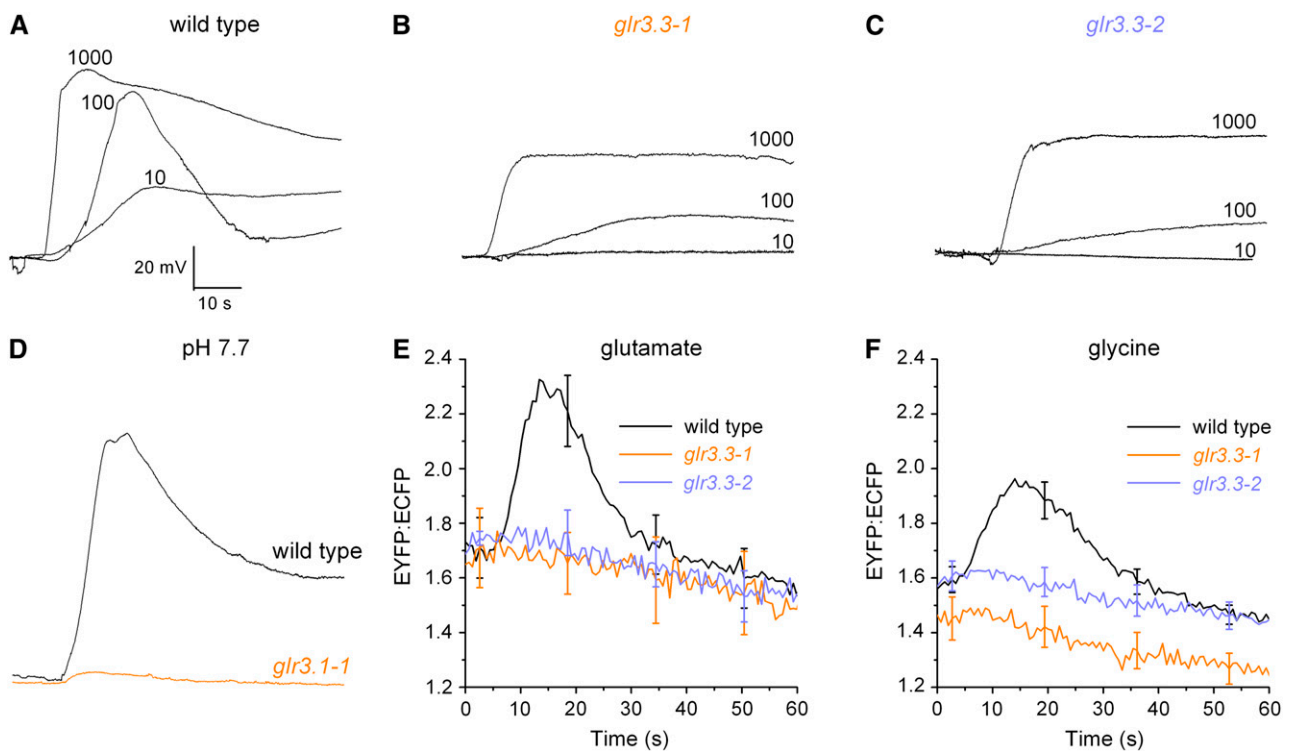 A wild type
1000
100
10
20 mV
10 s
B glr3.3-1
1000
100
10
C glr3.3-2
1000
100
10
D pH 7.7
wild type
glr3.1-1
E glutamate
EYFP:ECFP
2.4
2.2
2.0
1.8
1.6
1.4
1.2
wild type
glr3.3-1
glr3.3-2
0 10 20 30 40 50 60
Time (s)
F glycine
EYFP:ECFP
2.4
2.2
2.0
1.8
1.6
1.4
1.2
wild type
glr3.3-1
glr3.3-2
0 10 20 30 40 50 60
Time (s)